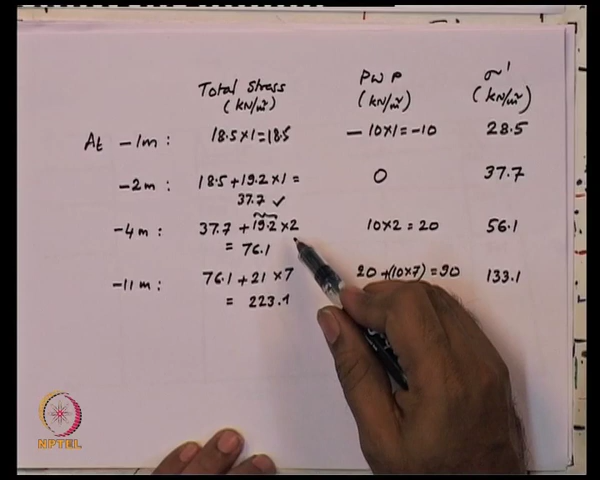 Total Stress PWP σ'
(kN/m²) (kN/m²) (kN/m²)
At -1m: 18.5×1=18.5 -10×1=-10 28.5
-2m: 18.5+19.2×1= 0 37.7
37.7 ✓
-4m: 37.7+19.2×2 10×2=20 56.1
= 76.1
-11m: 76.1+21×7 20+(10×7)=90 133.1
= 223.1
NPTEL